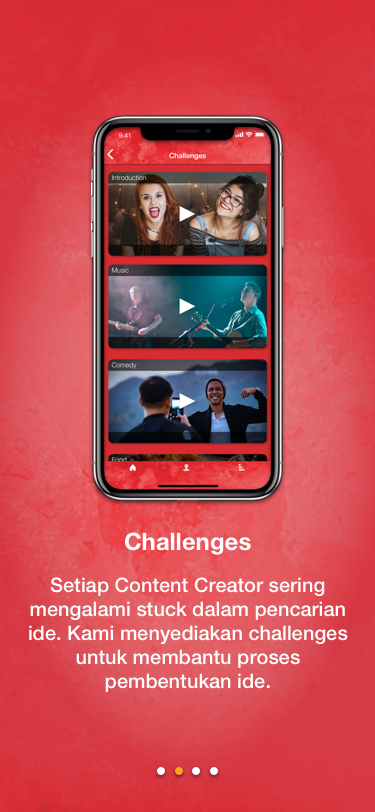 9:41
Challenges
Introduction
Music
Comedy
Food
Challenges
Setiap Content Creator sering
mengalami stuck dalam pencarian
ide. Kami menyediakan challenges
untuk membantu proses
pembentukan ide.